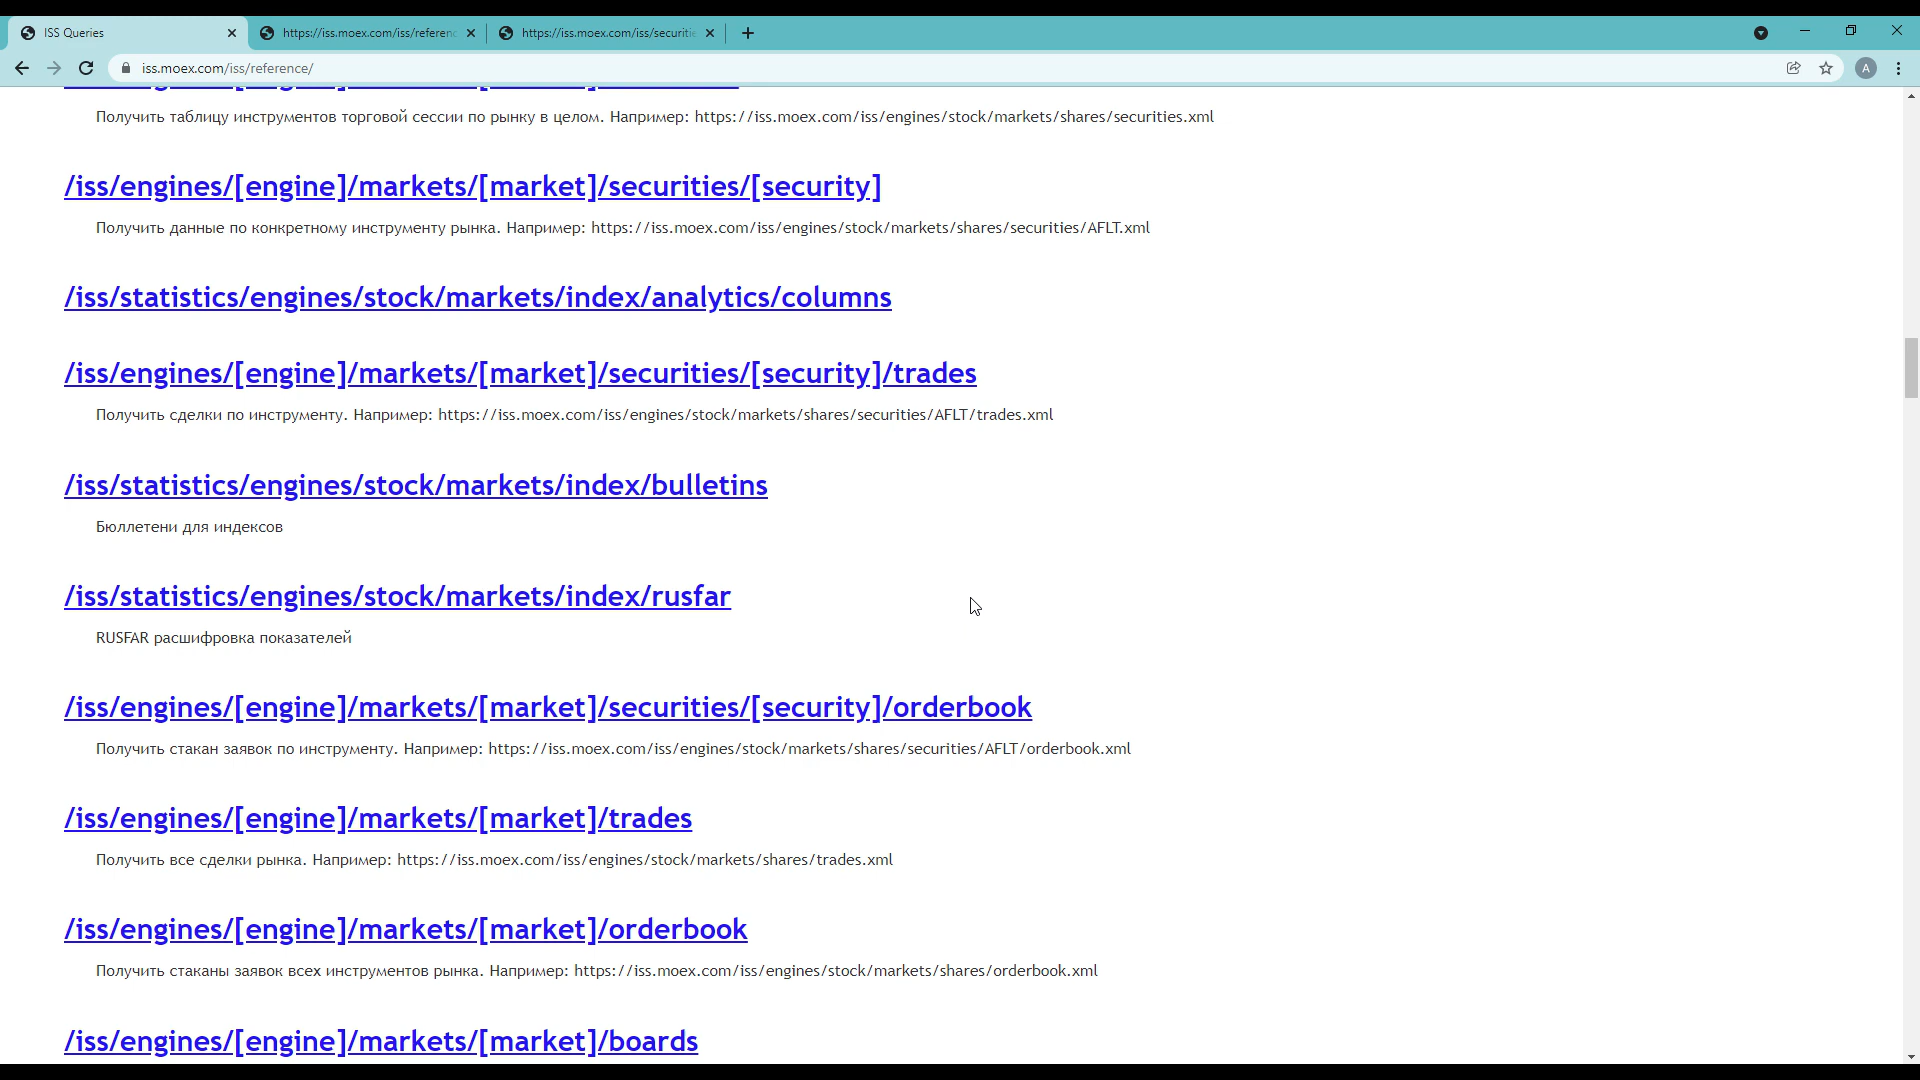 ISS Queries
https://iss.moex.com/iss/referenc
https://iss.moex.com/iss/securitie
iss.moex.com/iss/reference/
A
Получить таблицу инструментов торговой сессии по рынку в целом. Например: https://iss.moex.com/iss/engines/stock/markets/shares/securities.xml
/iss/engines/[engine]/markets/[market]/securities/[security]
Получить данные по конкретному инструменту рынка. Например: https://iss.moex.com/iss/engines/stock/markets/shares/securities/AFLT.xml
/iss/statistics/engines/stock/markets/index/analytics/columns
/iss/engines/[engine]/markets/[market]/securities/[security]/trades
Получить сделки по инструменту. Например: https://iss.moex.com/iss/engines/stock/markets/shares/securities/AFLT/trades.xml
/iss/statistics/engines/stock/markets/index/bulletins
Бюллетени для индексов
/iss/statistics/engines/stock/markets/index/rusfar
RUSFAR расшифровка показателей
/iss/engines/[engine]/markets/[market]/securities/[security]/orderbook
Получить стакан заявок по инструменту. Например: https://iss.moex.com/iss/engines/stock/markets/shares/securities/AFLT/orderbook.xml
/iss/engines/[engine]/markets/[market]/trades
Получить все сделки рынка. Например: https://iss.moex.com/iss/engines/stock/markets/shares/trades.xml
/iss/engines/[engine]/markets/[market]/orderbook
Получить стаканы заявок всех инструментов рынка. Например: https://iss.moex.com/iss/engines/stock/markets/shares/orderbook.xml
/iss/engines/[engine]/markets/[market]/boards